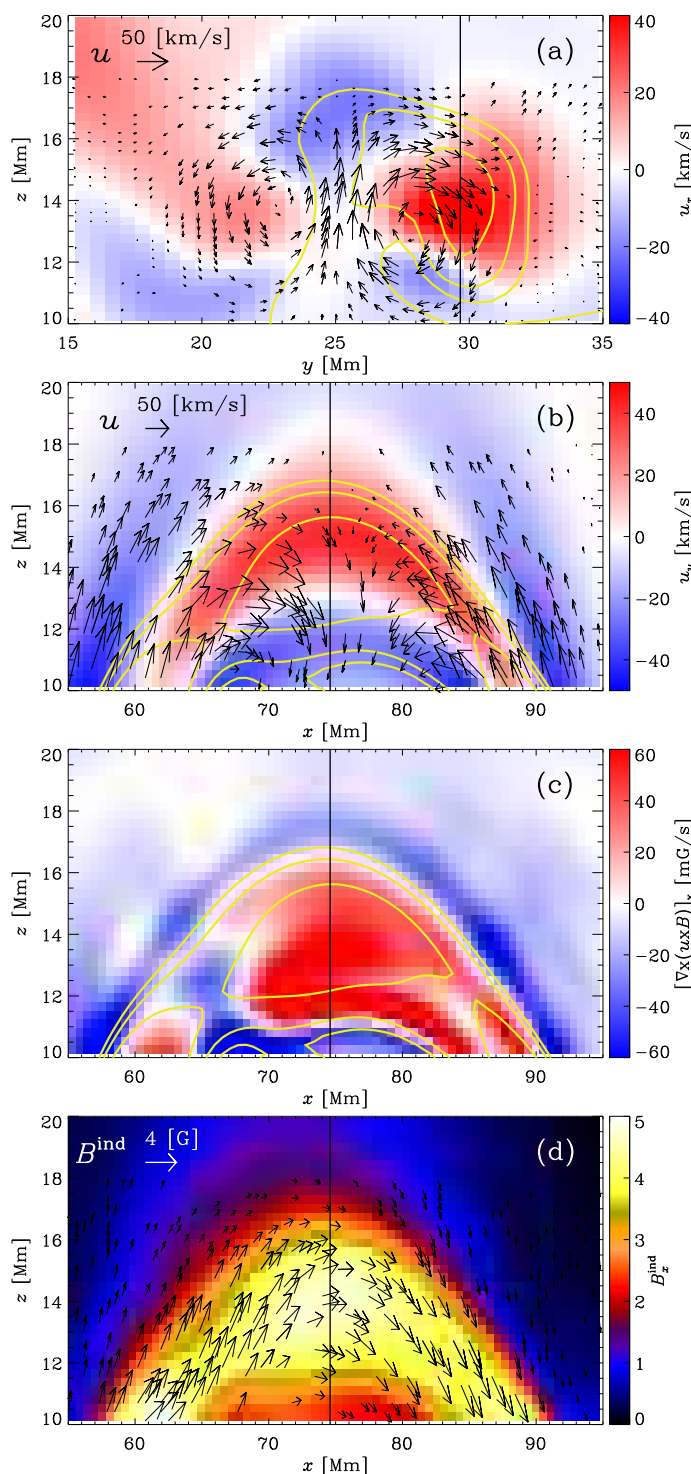 u 50 [km/s]
(a)
20
18
16
14
12
10
z [Mm]
15 20 25 30 35
y [Mm]
40
20
0
−20
−40
u_x [km/s]
u 50 [km/s]
(b)
20
18
16
14
12
10
z [Mm]
60 70 80 90
x [Mm]
40
20
0
−20
−40
[km/s]
(c)
20
18
16
14
12
10
z [Mm]
60 70 80 90
x [Mm]
60
40
20
0
−20
−40
−60
[∇x(uxB)] [mG/s]
B^ind 4 [G]
(d)
20
18
16
14
12
10
z [Mm]
60 70 80 90
x [Mm]
5
4
3
2
1
0
B_x^ind